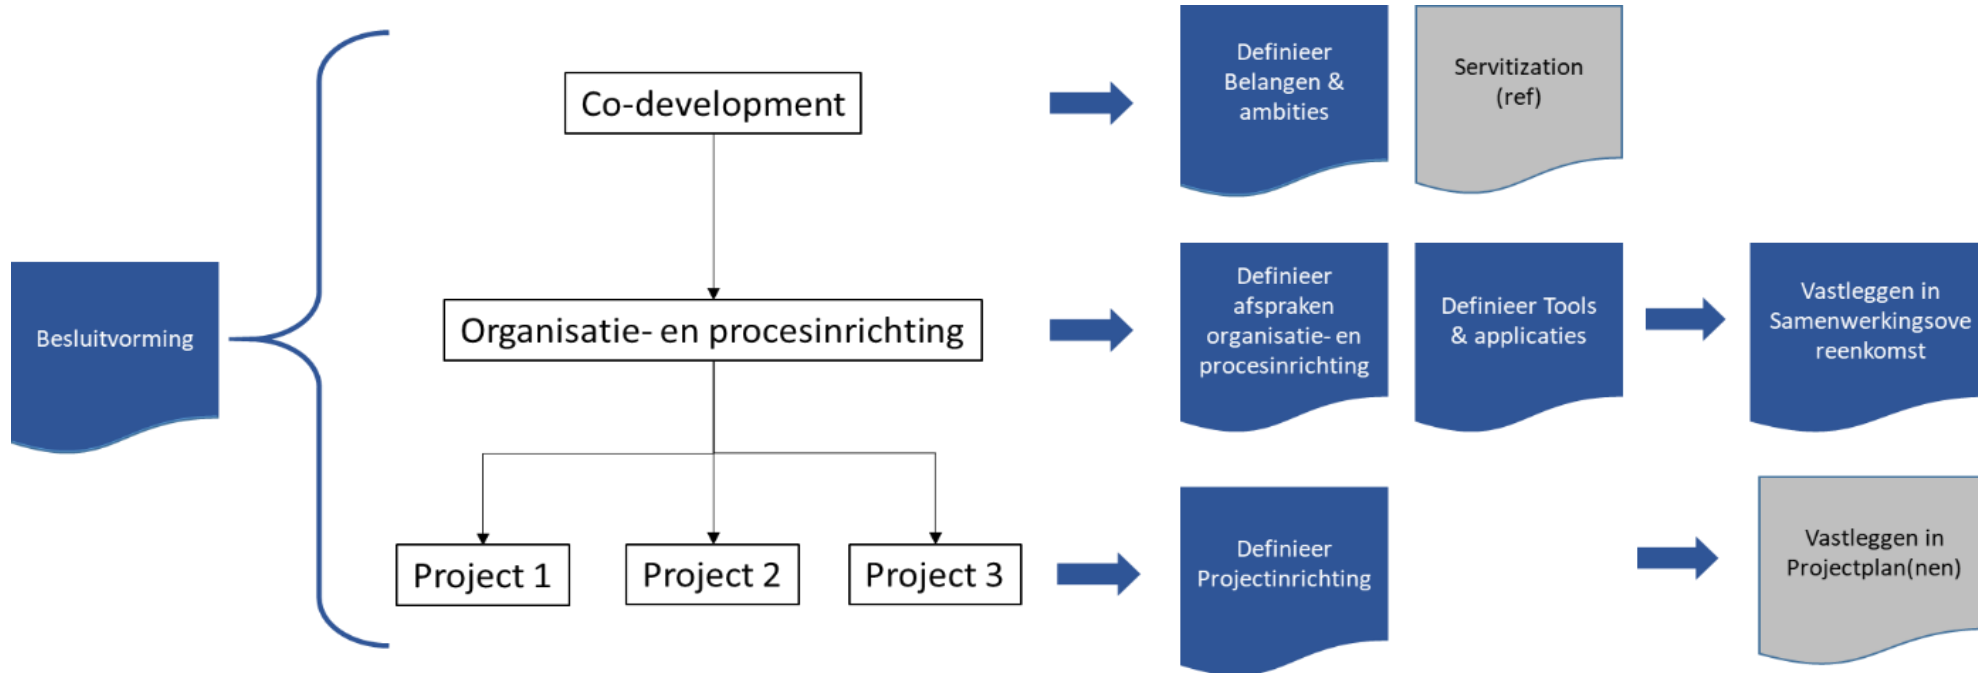 Besluitvorming
Co-development
Definieer
Belangen &
ambities
Servitization
(ref)
Organisatie- en procesinrichting
Definieer
afspraken
organisatie- en
procesinrichting
Definieer Tools
& applicaties
Vastleggen in
Samenwerkingsove
reenkomst
Project 1
Project 2
Project 3
Definieer
Projectinrichting
Vastleggen in
Projectplan(nen)